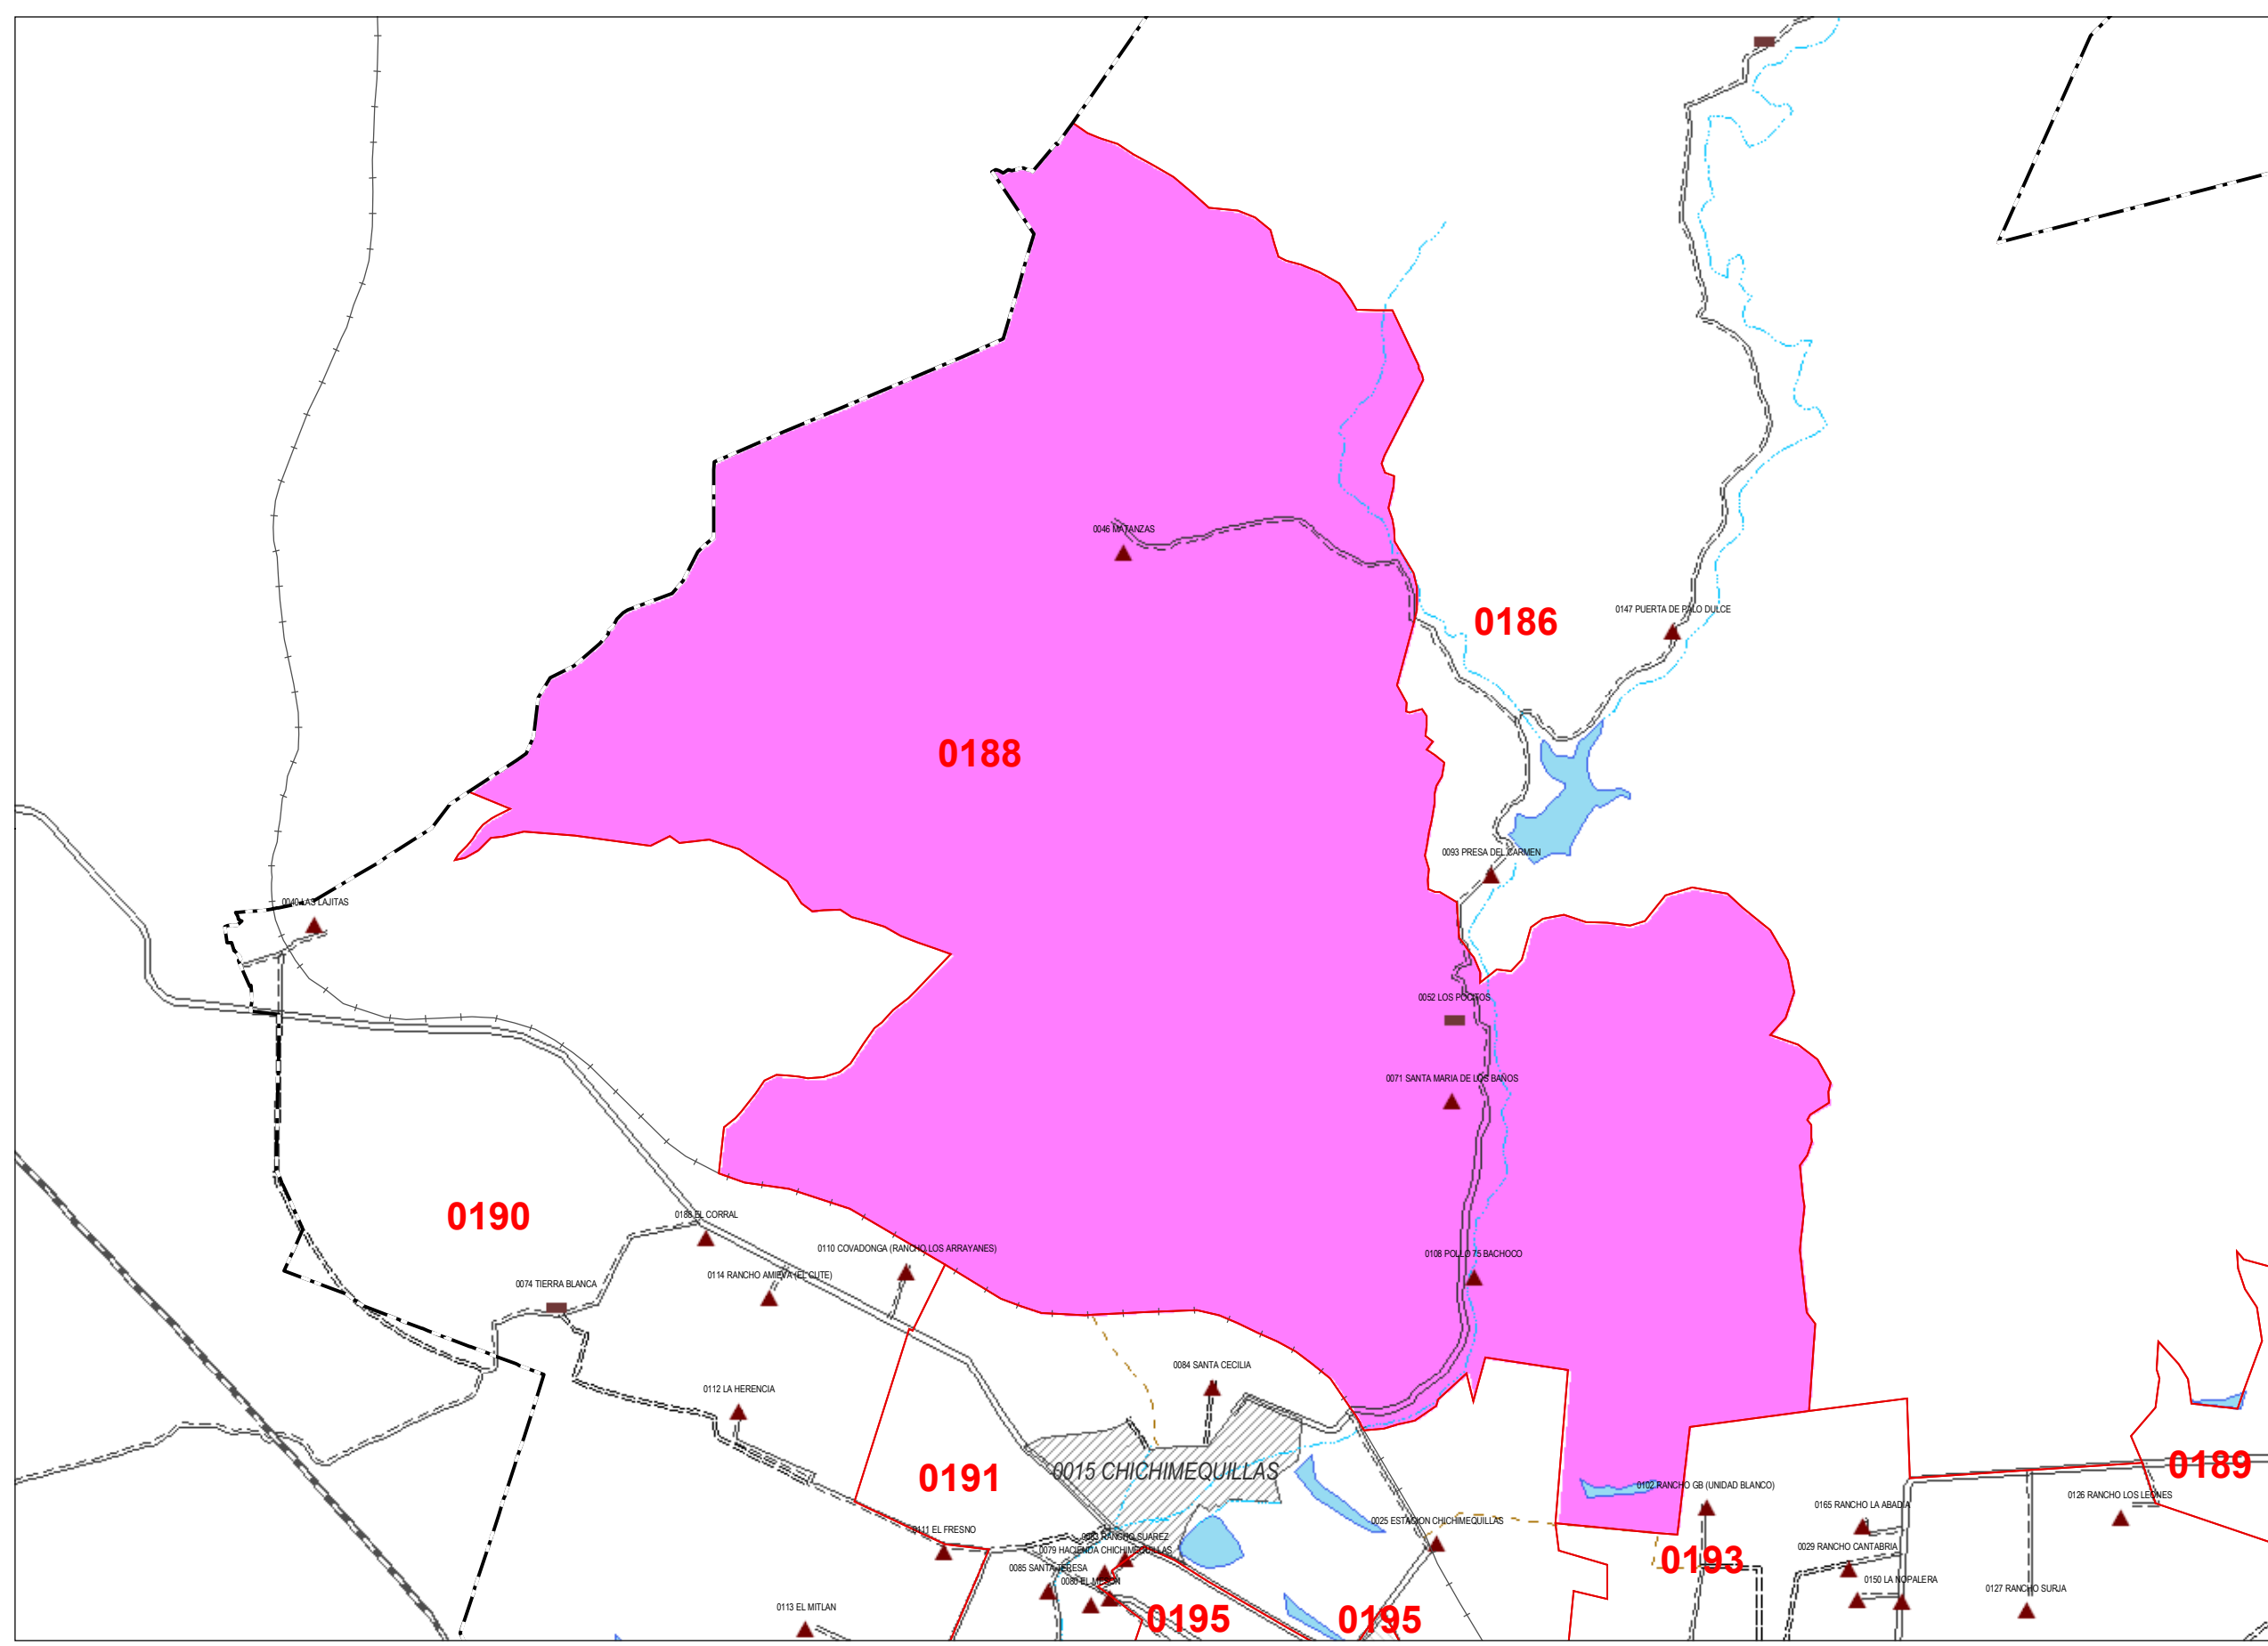 0046 MATANZAS
0186
0147 PUERTA DE PALO DULCE
0188
0093 PRESA DEL CARMEN
0040 LAS LAJITAS
0052 LOS POCITOS
0071 SANTA MARIA DE LOS BAÑOS
0190
0188 EL CORRAL
0110 COVADONGA (RANCHO LOS ARRAYANES)
0108 POLLO 75 BACHOCO
0114 RANCHO AMIEVA (EL CUTE)
0074 TIERRA BLANCA
0084 SANTA CECILIA
0112 LA HERENCIA
0191
0015 CHICHIMEQUILLAS
0189
0102 RANCHO GB (UNIDAD BLANCO)
0126 RANCHO LOS LEONES
0165 RANCHO LA ABADIA
0025 ESTACION CHICHIMEQUILLAS
0111 EL FRESNO
RANCHO SUAREZ
0029 RANCHO CANTABRIA
0079 HACIENDA CHICHIMEQUILLAS
0193
0085 SANTA TERESA
0150 LA NOPALERA
0127 RANCHO SURJA
0113 EL MITLAN
0195
0195